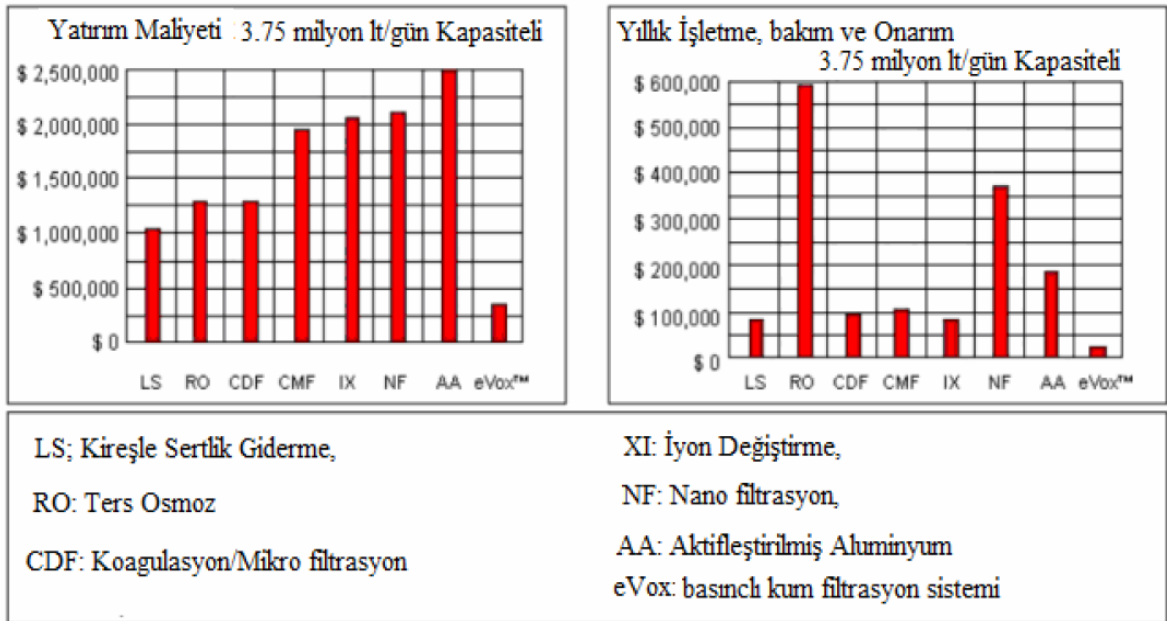 Yatırım Maliyeti : 3.75 milyon lt/gün Kapasiteli
$ 2,500,000
$ 2,000,000
$ 1,500,000
$ 1,000,000
$ 500,000
$ 0
LS RO CDF CMF IX NF AA eVox™
Yıllık İşletme, bakım ve Onarım
3.75 milyon lt/gün Kapasiteli
$ 600,000
$ 500,000
$ 400,000
$ 300,000
$ 200,000
$ 100,000
$ 0
LS RO CDF CMF IX NF AA eVox™
LS; Kireşle Sertlik Giderme,
RO: Ters Osmoz
CDF: Koagulasyon/Mikro filtrasyon
XI: İyon Değiştirme,
NF: Nano filtrasyon,
AA: Aktifleştirilmiş Aluminyum
eVox: basınclı kum filtrasyon sistemi